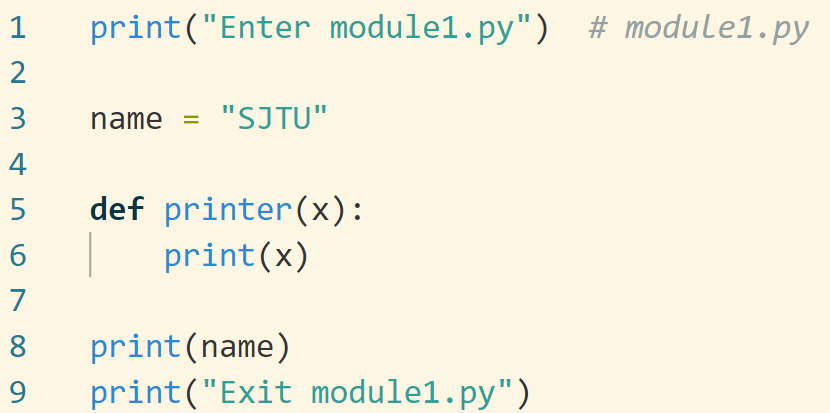 1 print("Enter module1.py") # module1.py
2
3 name = "SJTU"
4
5 def printer(x):
6     print(x)
7
8 print(name)
9 print("Exit module1.py")